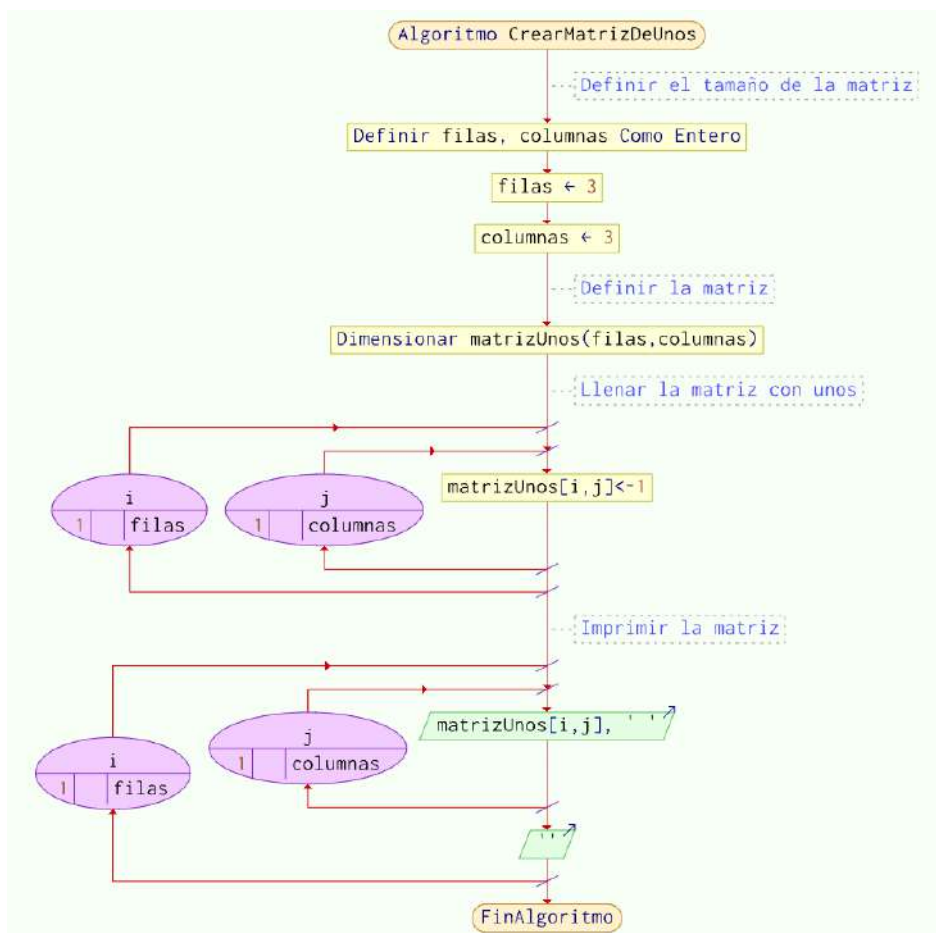 Algoritmo CrearMatrizDeUnos
Definir el tamaño de la matriz
Definir filas, columnas Como Entero
filas ← 3
columnas ← 3
Definir la matriz
Dimensionar matrizUnos(filas,columnas)
Llenar la matriz con unos
i
1 filas
j
1 columnas
matrizUnos[i,j]<-1
Imprimir la matriz
i
1 filas
j
1 columnas
matrizUnos[i,j], ' '
''
FinAlgoritmo